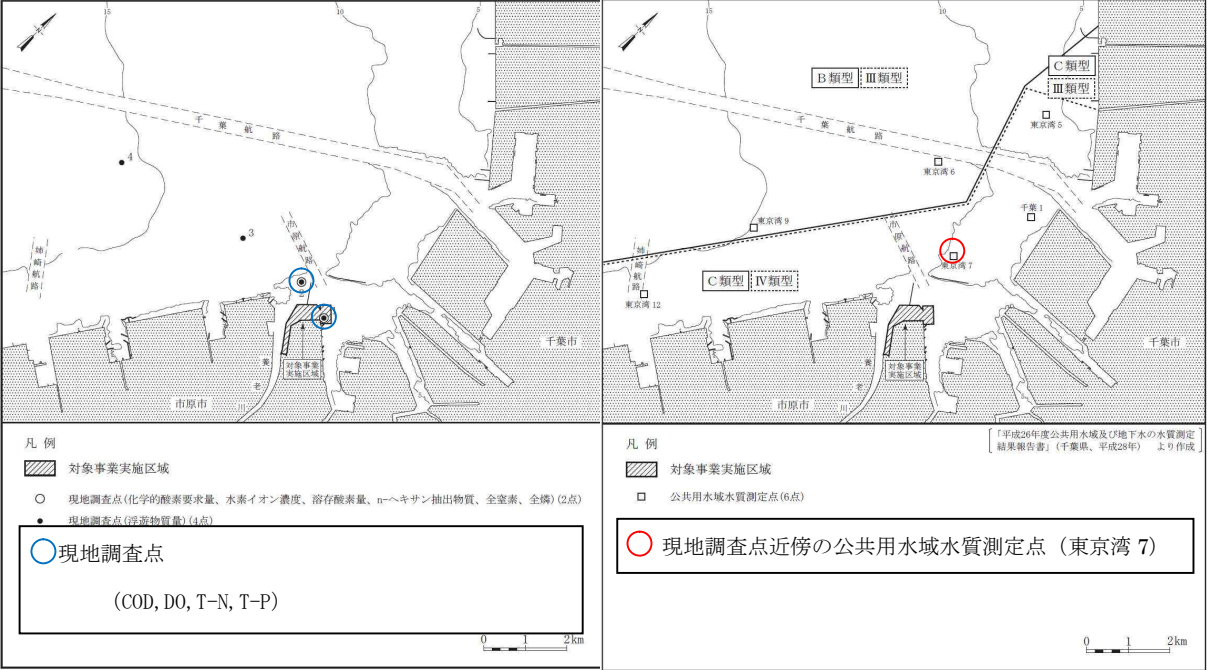 15
10
5
千葉航路
4
3
市原航路
姉崎航路
2
対象事業
実施区域
養老川
市原市
千葉市
凡 例
対象事業実施区域
現地調査点(化学的酸素要求量、水素イオン濃度、溶存酸素量、n-ヘキサン抽出物質、全窒素、全燐)(2点)
現地調査点(浮遊物質量)(4点)
現地調査点
(COD,DO,T-N,T-P)
0 1 2km
15
10
5
B類型 Ⅲ類型
C類型
Ⅲ類型
千葉航路
東京湾5
東京湾6
千葉1
東京湾9
市原航路
東京湾7
姉崎航路
C類型 Ⅳ類型
東京湾12
対象事業
実施区域
養老川
市原市
千葉市
凡 例
「平成26年度公共用水域及び地下水の水質測定
結果報告書」(千葉県、平成28年) より作成
対象事業実施区域
公共用水域水質測定点(6点)
現地調査点近傍の公共用水域水質測定点（東京湾 7）
0 1 2km